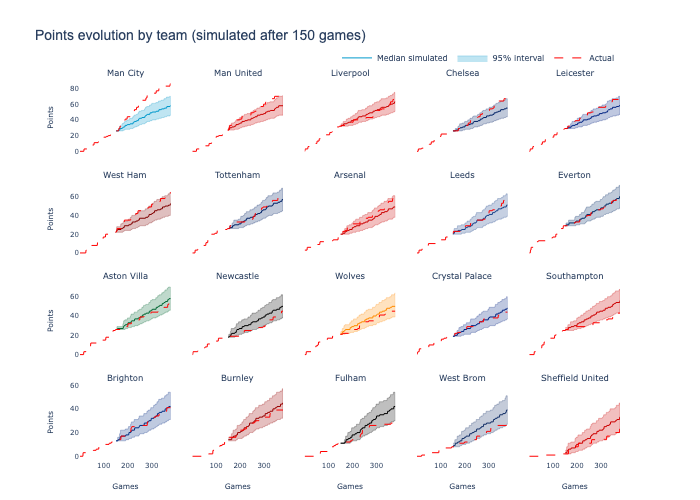 Points evolution by team (simulated after 150 games)
Median simulated 95% interval Actual
Man City Man United Liverpool Chelsea Leicester
80
60
40
20
0
Points
West Ham Tottenham Arsenal Leeds Everton
60
40
20
0
Points
Aston Villa Newcastle Wolves Crystal Palace Southampton
60
40
20
0
Points
Brighton Burnley Fulham West Brom Sheffield United
60
40
20
0
Points
100 200 300 100 200 300 100 200 300 100 200 300 100 200 300
Games Games Games Games Games